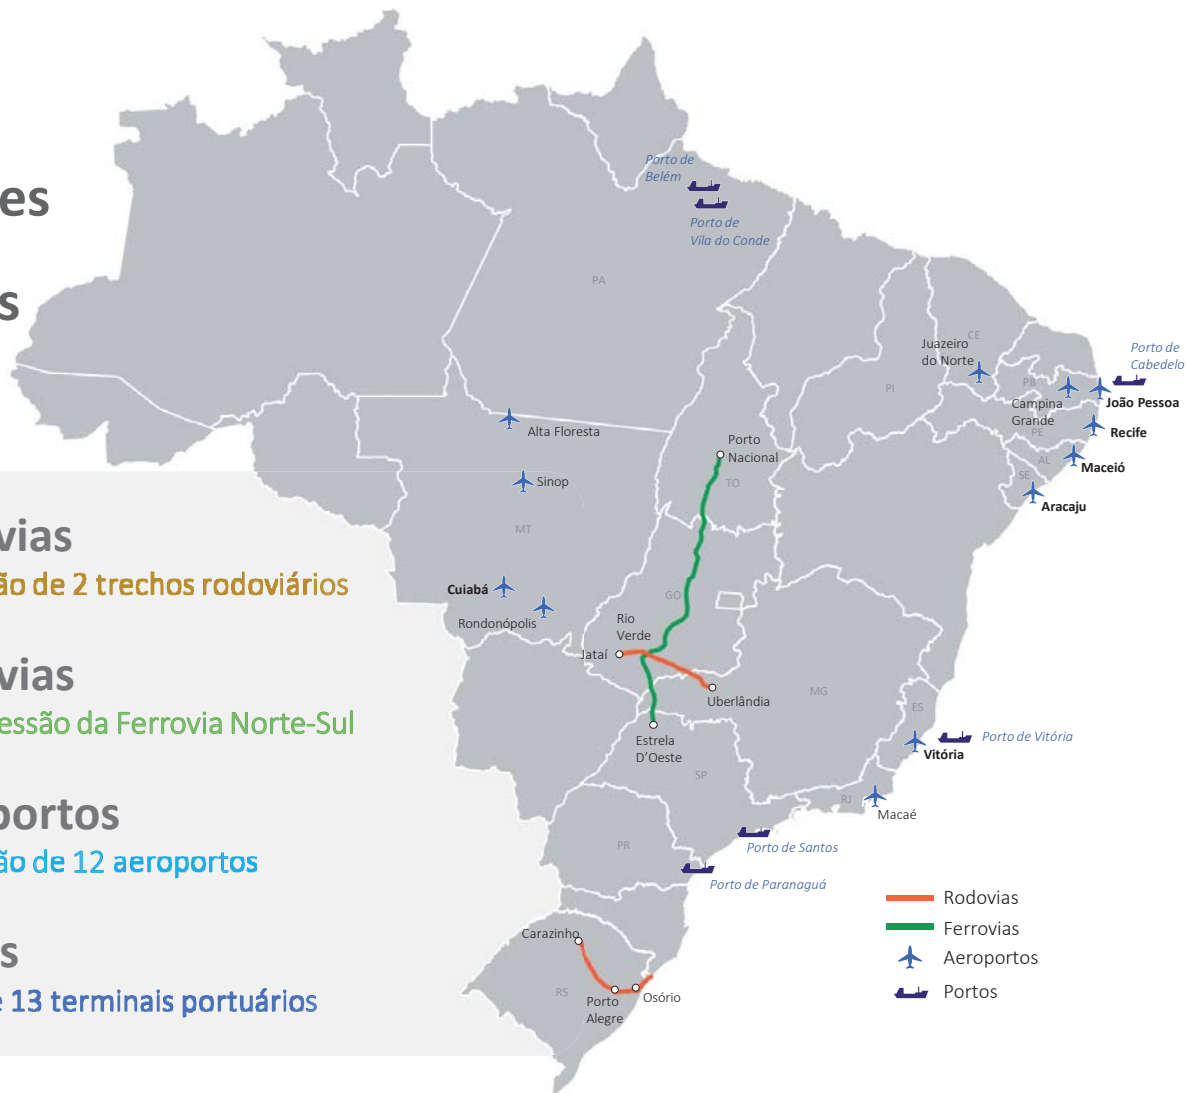 es
s
vias
ão de 2 trechos rodoviários
vias
essão da Ferrovia Norte-Sul
portos
ão de 12 aeroportos
s
e 13 terminais portuários
Porto de
Belém
Porto de
Vila do Conde
PA
CE
Juazeiro
do Norte
PI
PB
Campina
Grande
PE
Porto de
Cabedelo
João Pessoa
Recife
AL
Maceió
SE
Aracaju
Alta Floresta
Sinop
MT
Cuiabá
Rondonópolis
Porto
Nacional
TO
GO
Rio
Verde
Jataí
Uberlândia
MG
Estrela
D'Oeste
SP
ES
Porto de Vitória
Vitória
RJ
Macaé
Porto de Santos
PR
Porto de Paranaguá
Carazinho
RS
Porto
Alegre
Osório
Rodovias
Ferrovias
Aeroportos
Portos